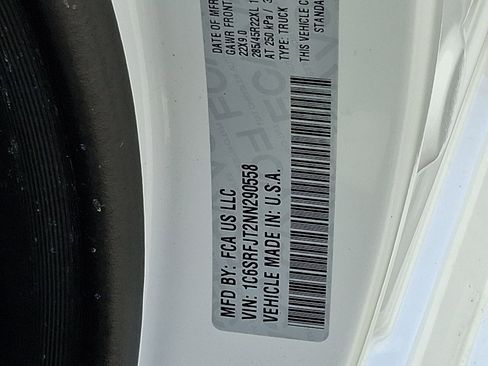 DATE OF MFR
GAWR FRONT
22X9.0
285/45R22XL
AT 250 kPa /
TYPE: TRUCK
THIS VEHICLE
STANDA
MFD BY: FCA US LLC
VIN: 1C6SRFJT2NN290558
VEHICLE MADE IN: U.S.A.